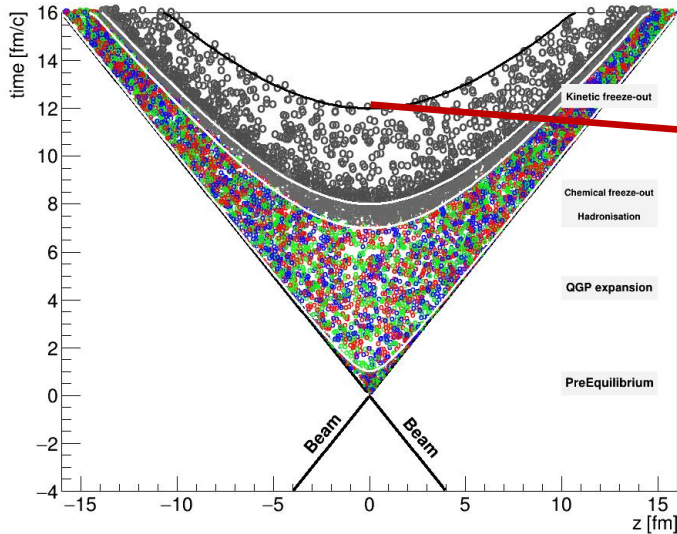 time [fm/c]
16
14
12
10
8
6
4
2
0
−2
−4
Kinetic freeze-out
Chemical freeze-out
Hadronisation
QGP expansion
PreEquilibrium
Beam
Beam
−15 −10 −5 0 5 10 15
z [fm]